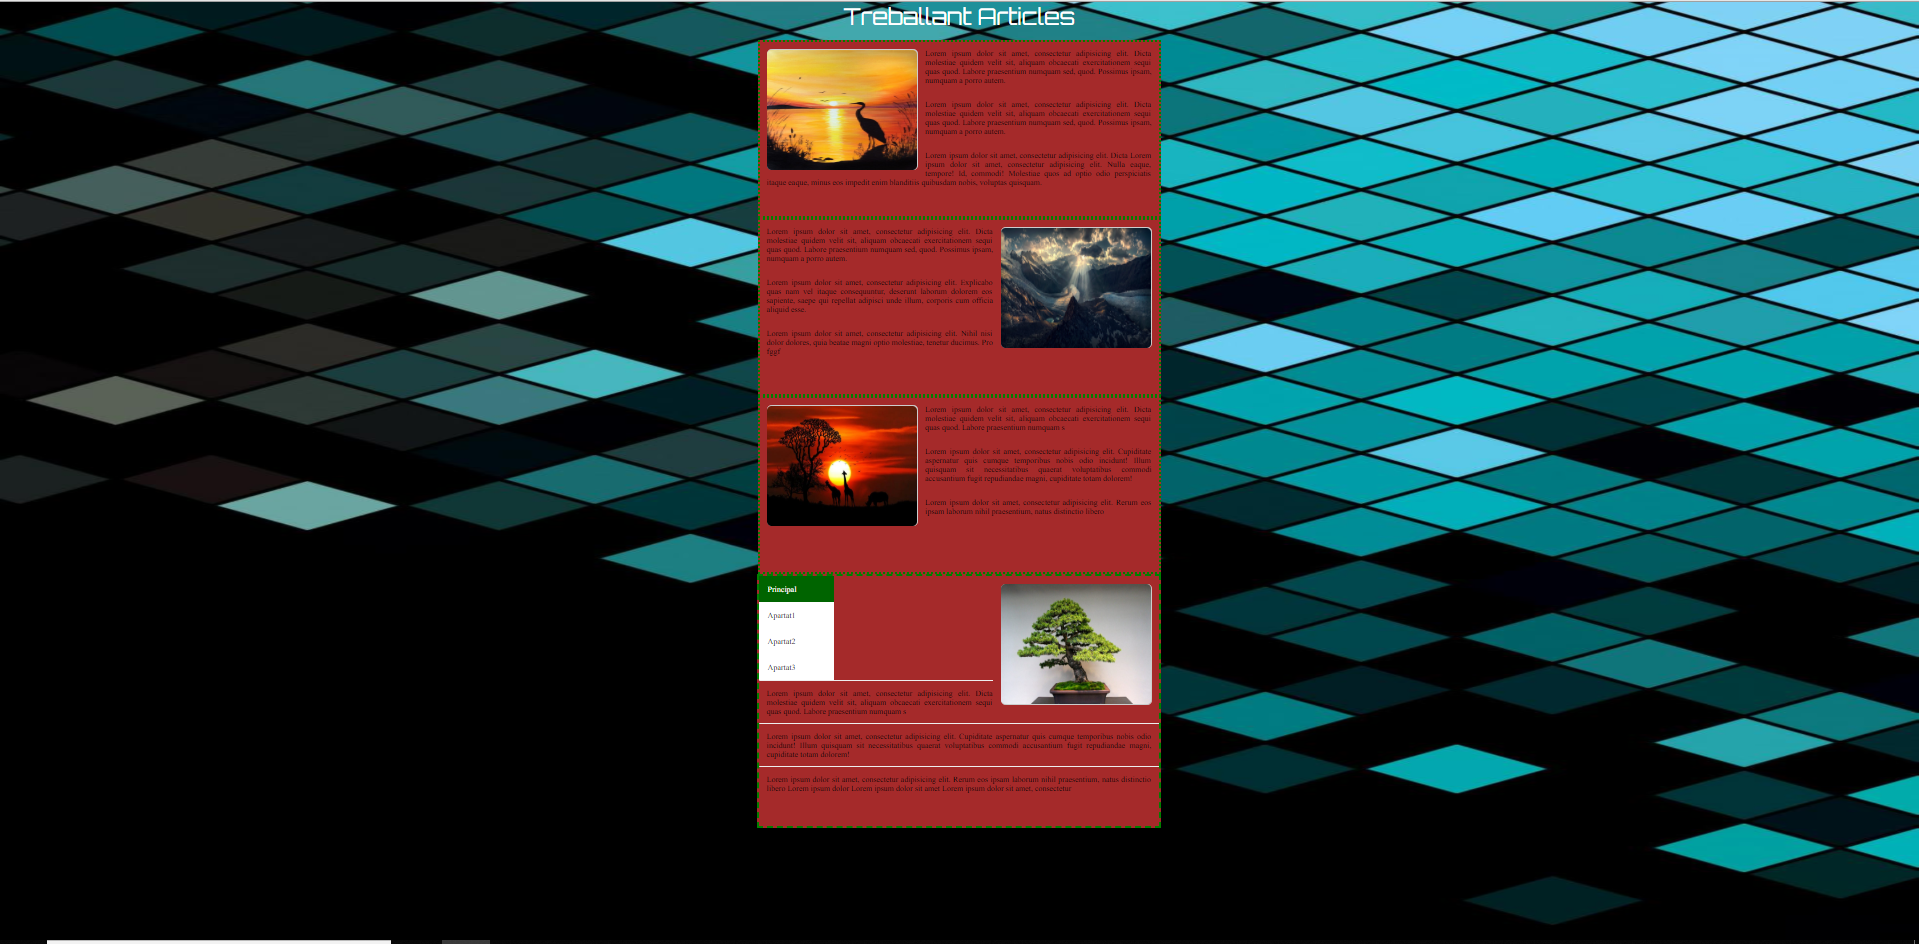 Treballant Articles
Lorem ipsum dolor sit amet, consectetur adipisicing elit. Dicta
molestiae quidem velit sit, aliquam obcaecati exercitationem sequi
quas quod. Labore praesentium numquam sed, quod. Possimus ipsam,
numquam a porro autem.
Lorem ipsum dolor sit amet, consectetur adipisicing elit. Dicta
molestiae quidem velit sit, aliquam obcaecati exercitationem sequi
quas quod. Labore praesentium numquam sed, quod. Possimus ipsam,
numquam a porro autem.
Lorem ipsum dolor sit amet, consectetur adipisicing elit. Dicta Lorem
ipsum dolor sit amet, consectetur adipisicing elit. Nulla eaque,
tempore! Id, commodi! Molestiae quos ad optio odio perspiciatis
itaque eaque, minus eos impedit enim blanditiis quibusdam nobis, voluptas quisquam.
Lorem ipsum dolor sit amet, consectetur adipisicing elit. Dicta
molestiae quidem velit sit, aliquam obcaecati exercitationem sequi
quas quod. Labore praesentium numquam sed, quod. Possimus ipsam,
numquam a porro autem.
Lorem ipsum dolor sit amet, consectetur adipisicing elit. Explicabo
quas nam vel itaque consequuntur, deserunt laborum dolorem eos
sapiente, saepe qui repellat adipisci unde illum, corporis cum officia
aliquid esse.
Lorem ipsum dolor sit amet, consectetur adipisicing elit. Nihil nisi
dolor dolores, quia beatae magni optio molestiae, tenetur ducimus. Pro
fggf
Lorem ipsum dolor sit amet, consectetur adipisicing elit. Dicta
molestiae quidem velit sit, aliquam obcaecati exercitationem sequi
quas quod. Labore praesentium numquam s
Lorem ipsum dolor sit amet, consectetur adipisicing elit. Cupiditate
aspernatur quis cumque temporibus nobis odio incidunt! Illum
quisquam sit necessitatibus quaerat voluptatibus commodi
accusantium fugit repudiandae magni, cupiditate totam dolorem!
Lorem ipsum dolor sit amet, consectetur adipisicing elit. Rerum eos
ipsam laborum nihil praesentium, natus distinctio libero
Principal
Apartat1
Apartat2
Apartat3
Lorem ipsum dolor sit amet, consectetur adipisicing elit. Dicta
molestiae quidem velit sit, aliquam obcaecati exercitationem sequi
quas quod. Labore praesentium numquam s
Lorem ipsum dolor sit amet, consectetur adipisicing elit. Cupiditate aspernatur quis cumque temporibus nobis odio
incidunt! Illum quisquam sit necessitatibus quaerat voluptatibus commodi accusantium fugit repudiandae magni,
cupiditate totam dolorem!
Lorem ipsum dolor sit amet, consectetur adipisicing elit. Rerum eos ipsam laborum nihil praesentium, natus distinctio
libero Lorem ipsum dolor Lorem ipsum dolor sit amet Lorem ipsum dolor sit amet, consectetur